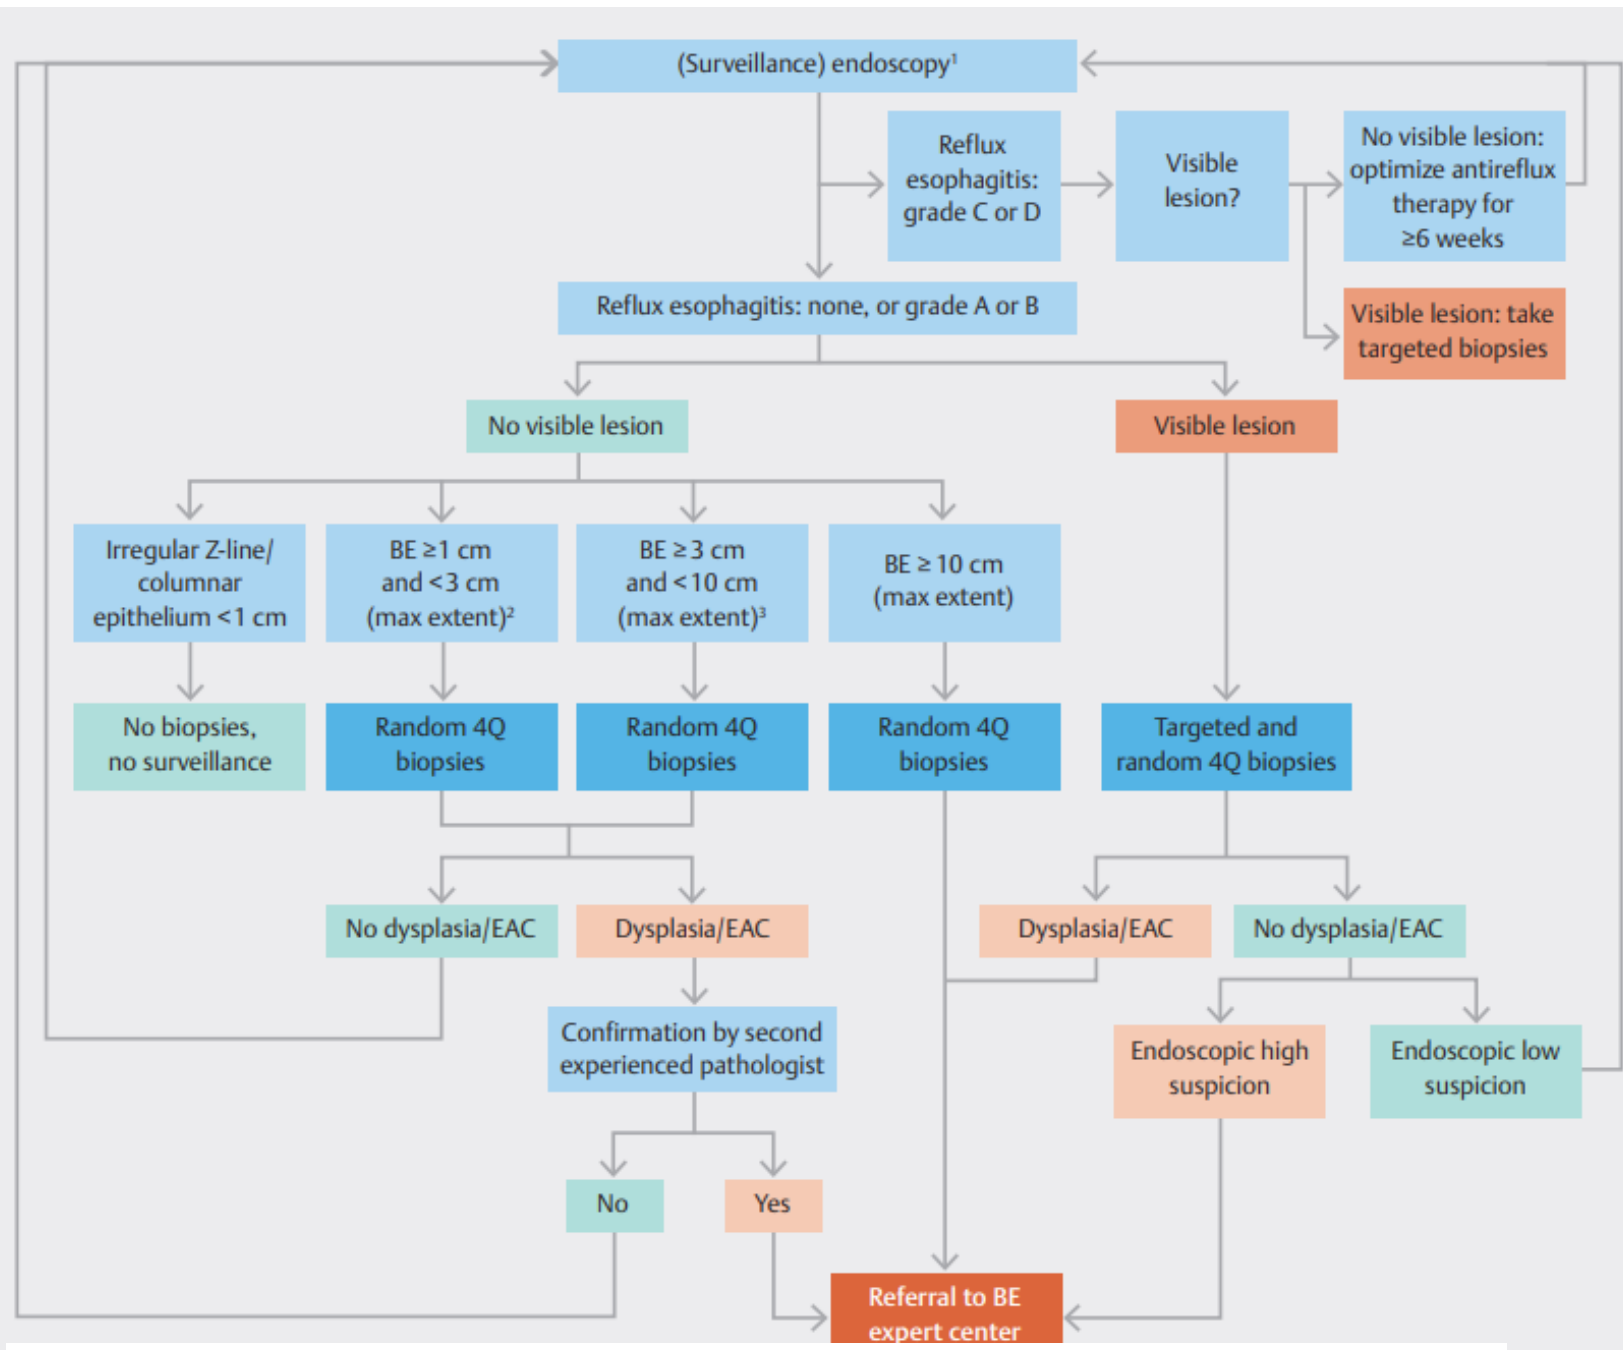 (Surveillance) endoscopy¹
Reflux
esophagitis:
grade C or D
Visible
lesion?
No visible lesion:
optimize antireflux
therapy for
≥6 weeks
Visible lesion: take
targeted biopsies
Reflux esophagitis: none, or grade A or B
No visible lesion
Visible lesion
Irregular Z-line/
columnar
epithelium <1 cm
BE ≥1 cm
and <3 cm
(max extent)²
BE ≥3 cm
and <10 cm
(max extent)³
BE ≥ 10 cm
(max extent)
No biopsies,
no surveillance
Random 4Q
biopsies
Random 4Q
biopsies
Random 4Q
biopsies
Targeted and
random 4Q biopsies
No dysplasia/EAC
Dysplasia/EAC
Dysplasia/EAC
No dysplasia/EAC
Confirmation by second
experienced pathologist
Endoscopic high
suspicion
Endoscopic low
suspicion
No
Yes
Referral to BE
expert center